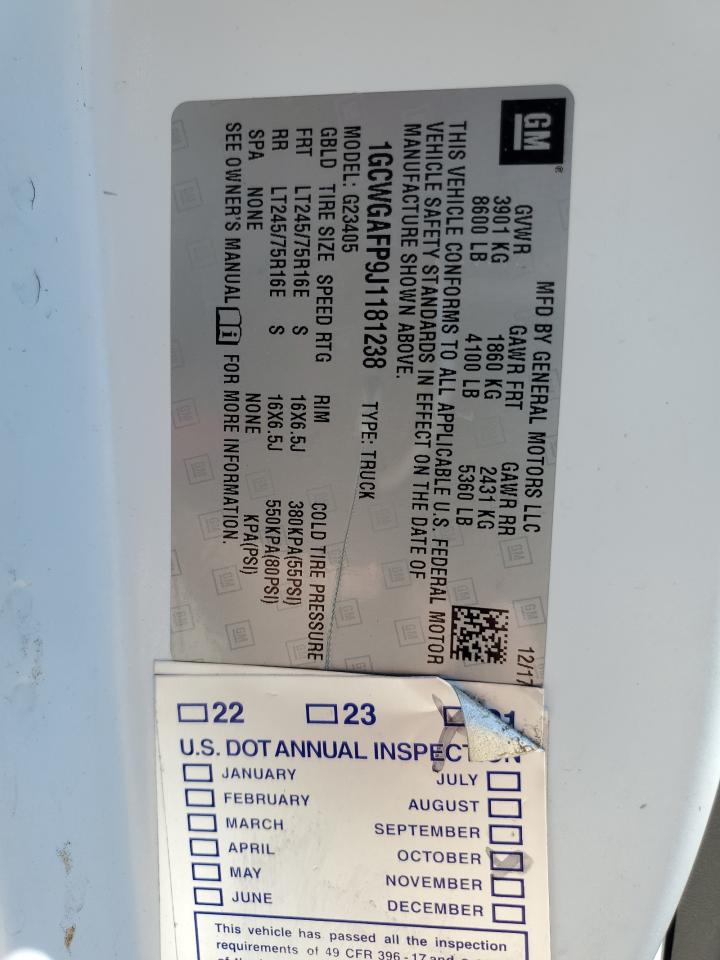 GM
MFD BY GENERAL MOTORS LLC 12/17
GVWR GAWR FRT GAWR RR
3901 KG 1860 KG 2431 KG
8600 LB 4100 LB 5360 LB
THIS VEHICLE CONFORMS TO ALL APPLICABLE U.S. FEDERAL MOTOR
VEHICLE SAFETY STANDARDS IN EFFECT ON THE DATE OF
MANUFACTURE SHOWN ABOVE.
1GCWGAFP9J1181238 TYPE: TRUCK
MODEL: G23405
GBLD TIRE SIZE SPEED RTG RIM COLD TIRE PRESSURE
FRT LT245/75R16E S 16X6.5J 380KPA(55PSI)
RR LT245/75R16E S 16X6.5J 550KPA(80PSI)
SPA NONE NONE KPA(PSI)
SEE OWNER'S MANUAL FOR MORE INFORMATION.
22 23
U.S. DOT ANNUAL
JANUARY JULY
FEBRUARY AUGUST
MARCH SEPTEMBER
APRIL OCTOBER
MAY NOVEMBER
JUNE DECEMBER
This vehicle has passed all the inspection
requirements of 49 CFR 396-17 and